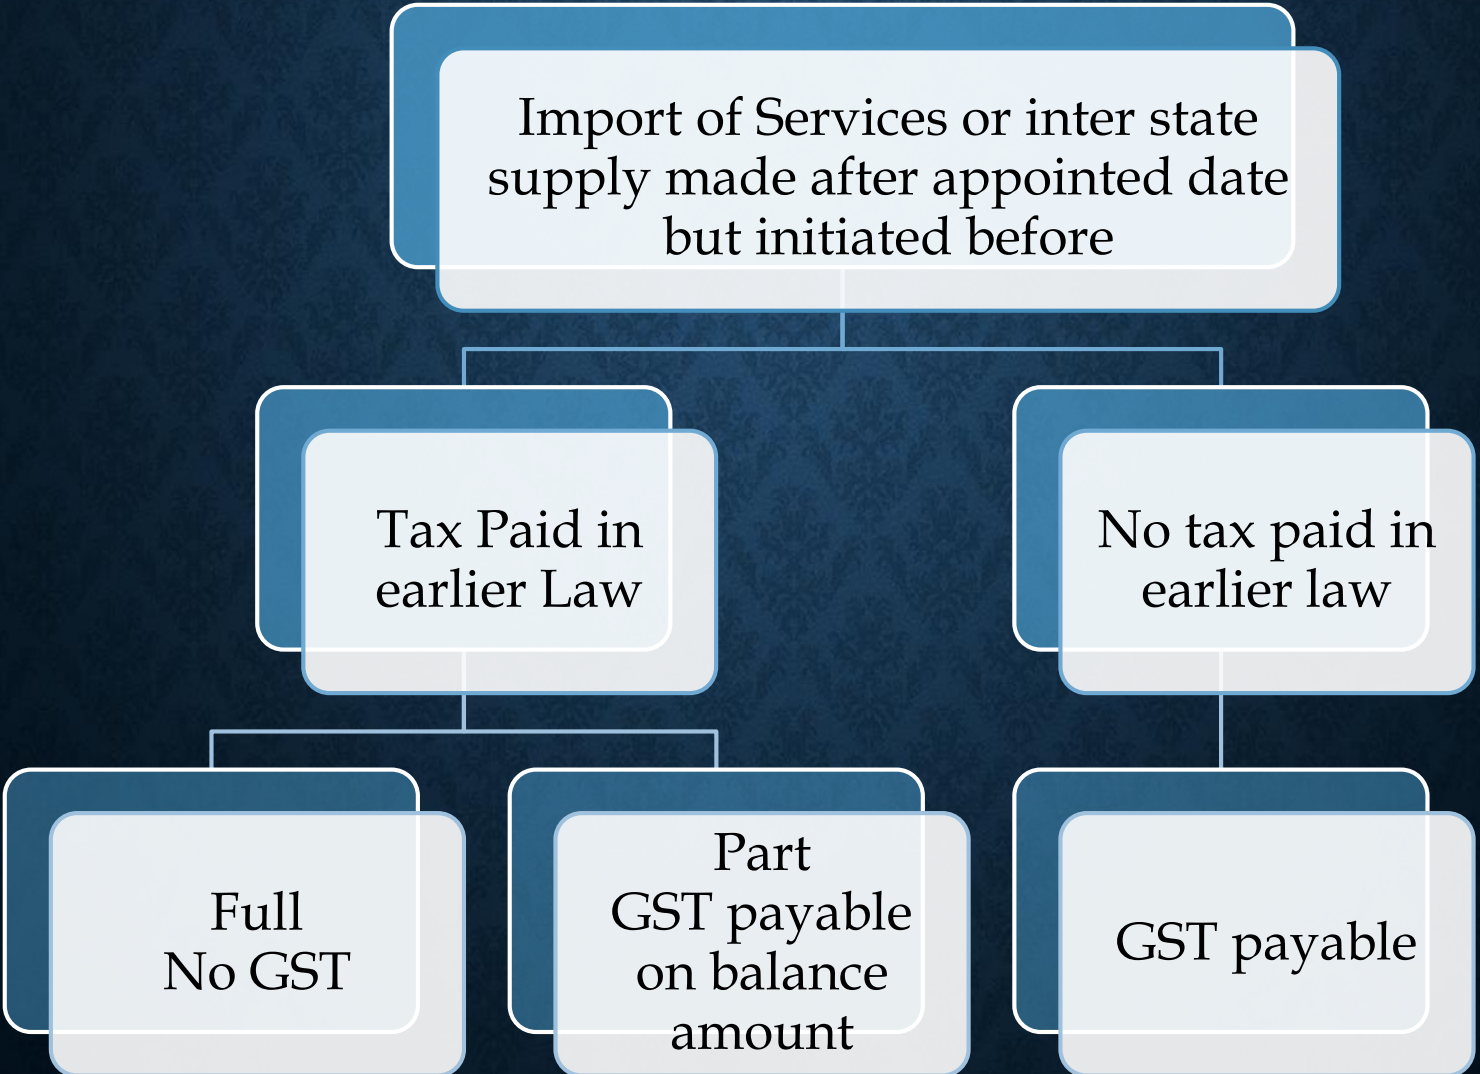 Import of Services or inter state
supply made after appointed date
but initiated before
Tax Paid in
earlier Law
No tax paid in
earlier law
Full
No GST
Part
GST payable
on balance
amount
GST payable